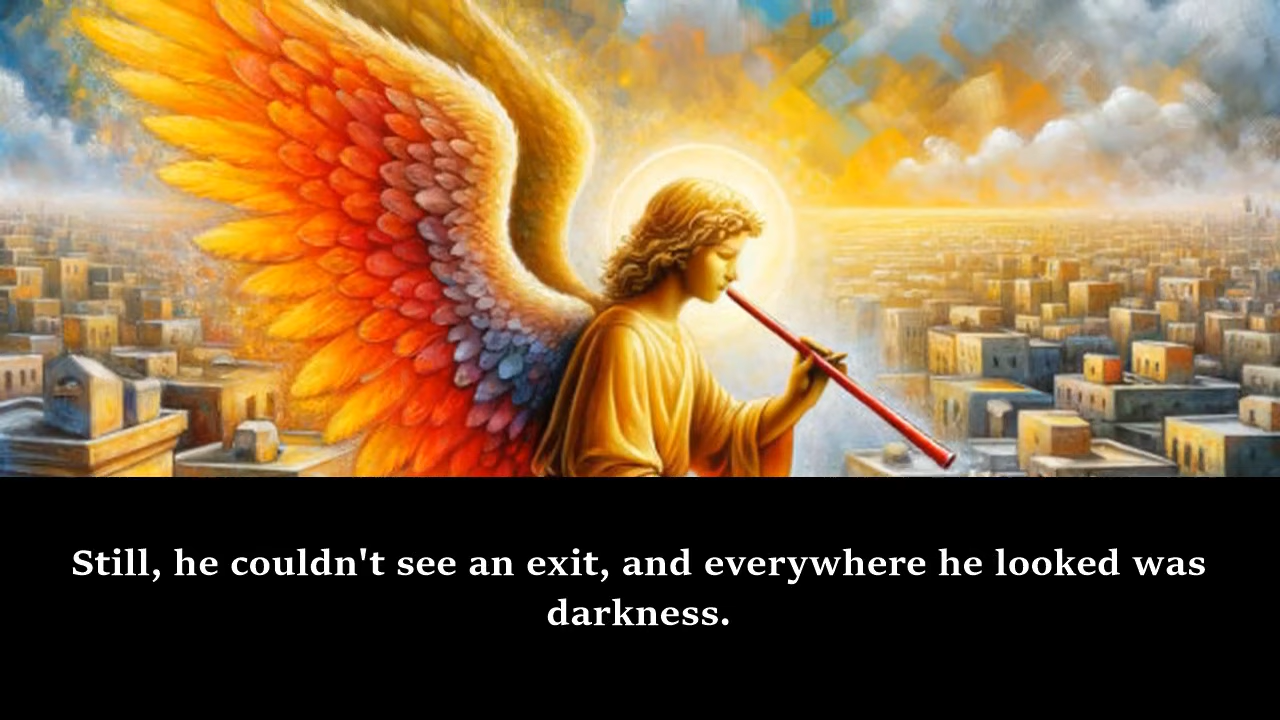 Still, he couldn't see an exit, and everywhere he looked was
darkness.